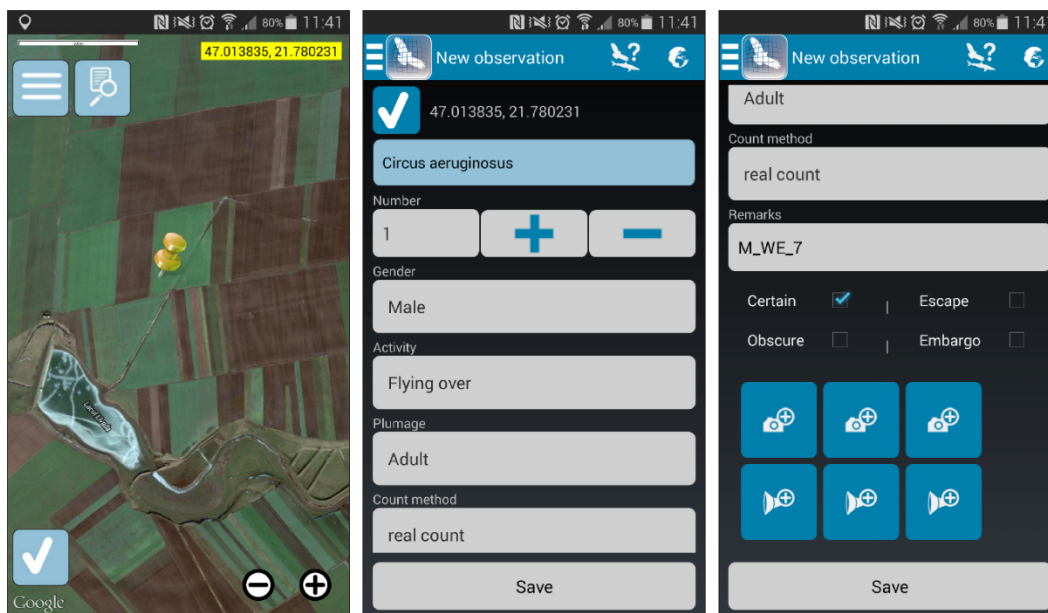 80% 11:41
47.013835, 21.780231
Lacul
Google
80% 11:41
New observation
47.013835, 21.780231
Circus aeruginosus
Number
1
Gender
Male
Activity
Flying over
Plumage
Adult
Count method
real count
Save
80% 11:41
New observation
Adult
Count method
real count
Remarks
M_WE_7
Certain | Escape
Obscure | Embargo
Save